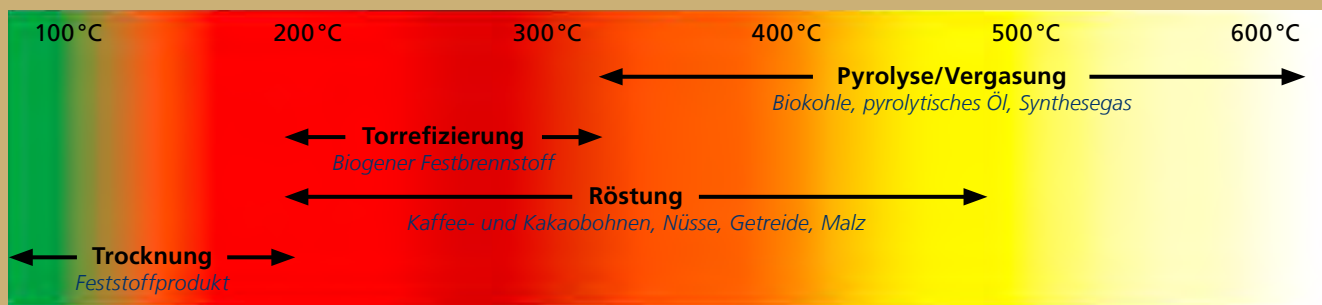 100 °C 200 °C 300 °C 400 °C 500 °C 600 °C
Pyrolyse/Vergasung
Biokohle, pyrolytisches Öl, Synthesegas
Torrefizierung
Biogener Festbrennstoff
Röstung
Kaffee- und Kakaobohnen, Nüsse, Getreide, Malz
Trocknung
Feststoffprodukt